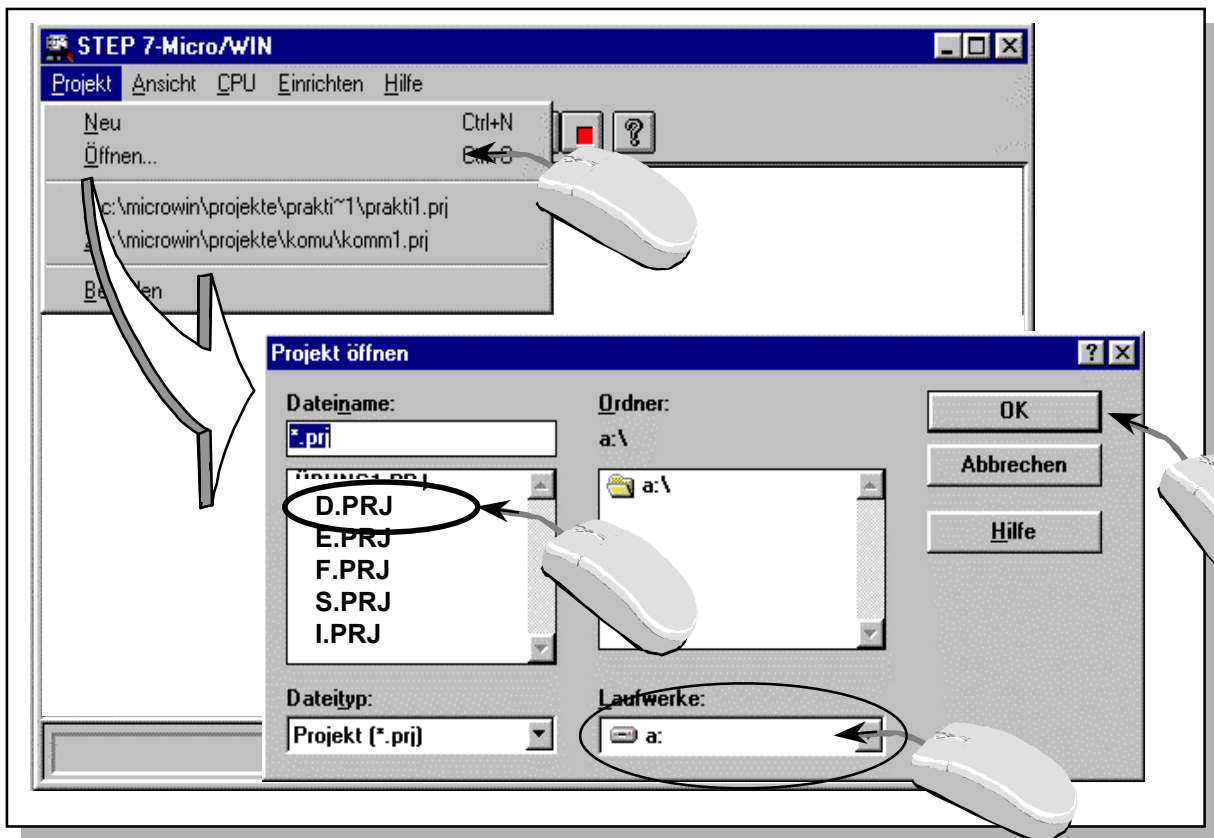 STEP 7-Micro/WIN
Projekt Ansicht CPU Einrichten Hilfe
Neu Ctrl+N
Öffnen...
c:\microwin\projekte\prakti~1\prakti1.prj
:\microwin\projekte\komu\komm1.prj
Projekt öffnen
Dateiname:
*.prj
D.PRJ
E.PRJ
F.PRJ
S.PRJ
I.PRJ
Dateityp:
Projekt (*.prj)
Ordner:
a:\
a:\
Laufwerke:
a:
OK
Abbrechen
Hilfe